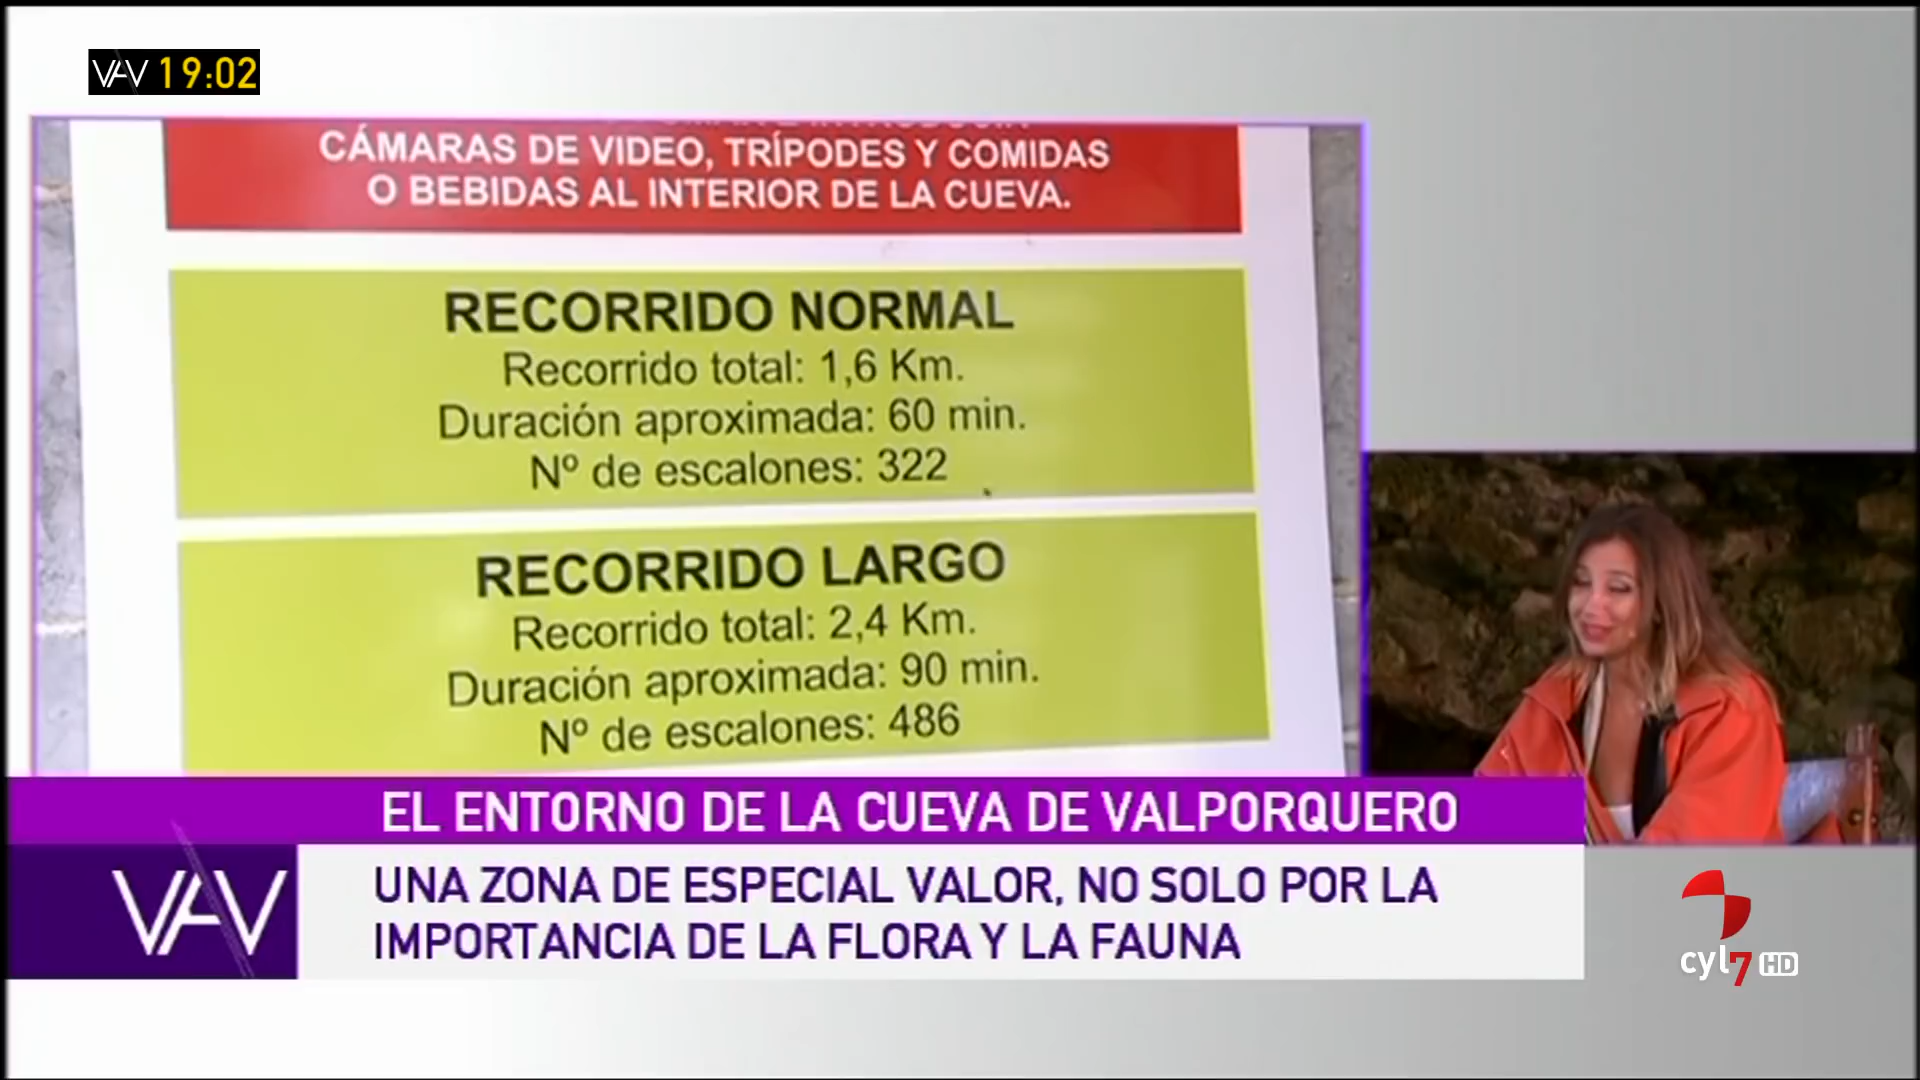 VAV 19:02
CÁMARAS DE VIDEO, TRÍPODES Y COMIDAS
O BEBIDAS AL INTERIOR DE LA CUEVA.
RECORRIDO NORMAL
Recorrido total: 1,6 Km.
Duración aproximada: 60 min.
Nº de escalones: 322
RECORRIDO LARGO
Recorrido total: 2,4 Km.
Duración aproximada: 90 min.
Nº de escalones: 486
EL ENTORNO DE LA CUEVA DE VALPORQUERO
VAV
UNA ZONA DE ESPECIAL VALOR, NO SOLO POR LA
IMPORTANCIA DE LA FLORA Y LA FAUNA
cyl7 HD